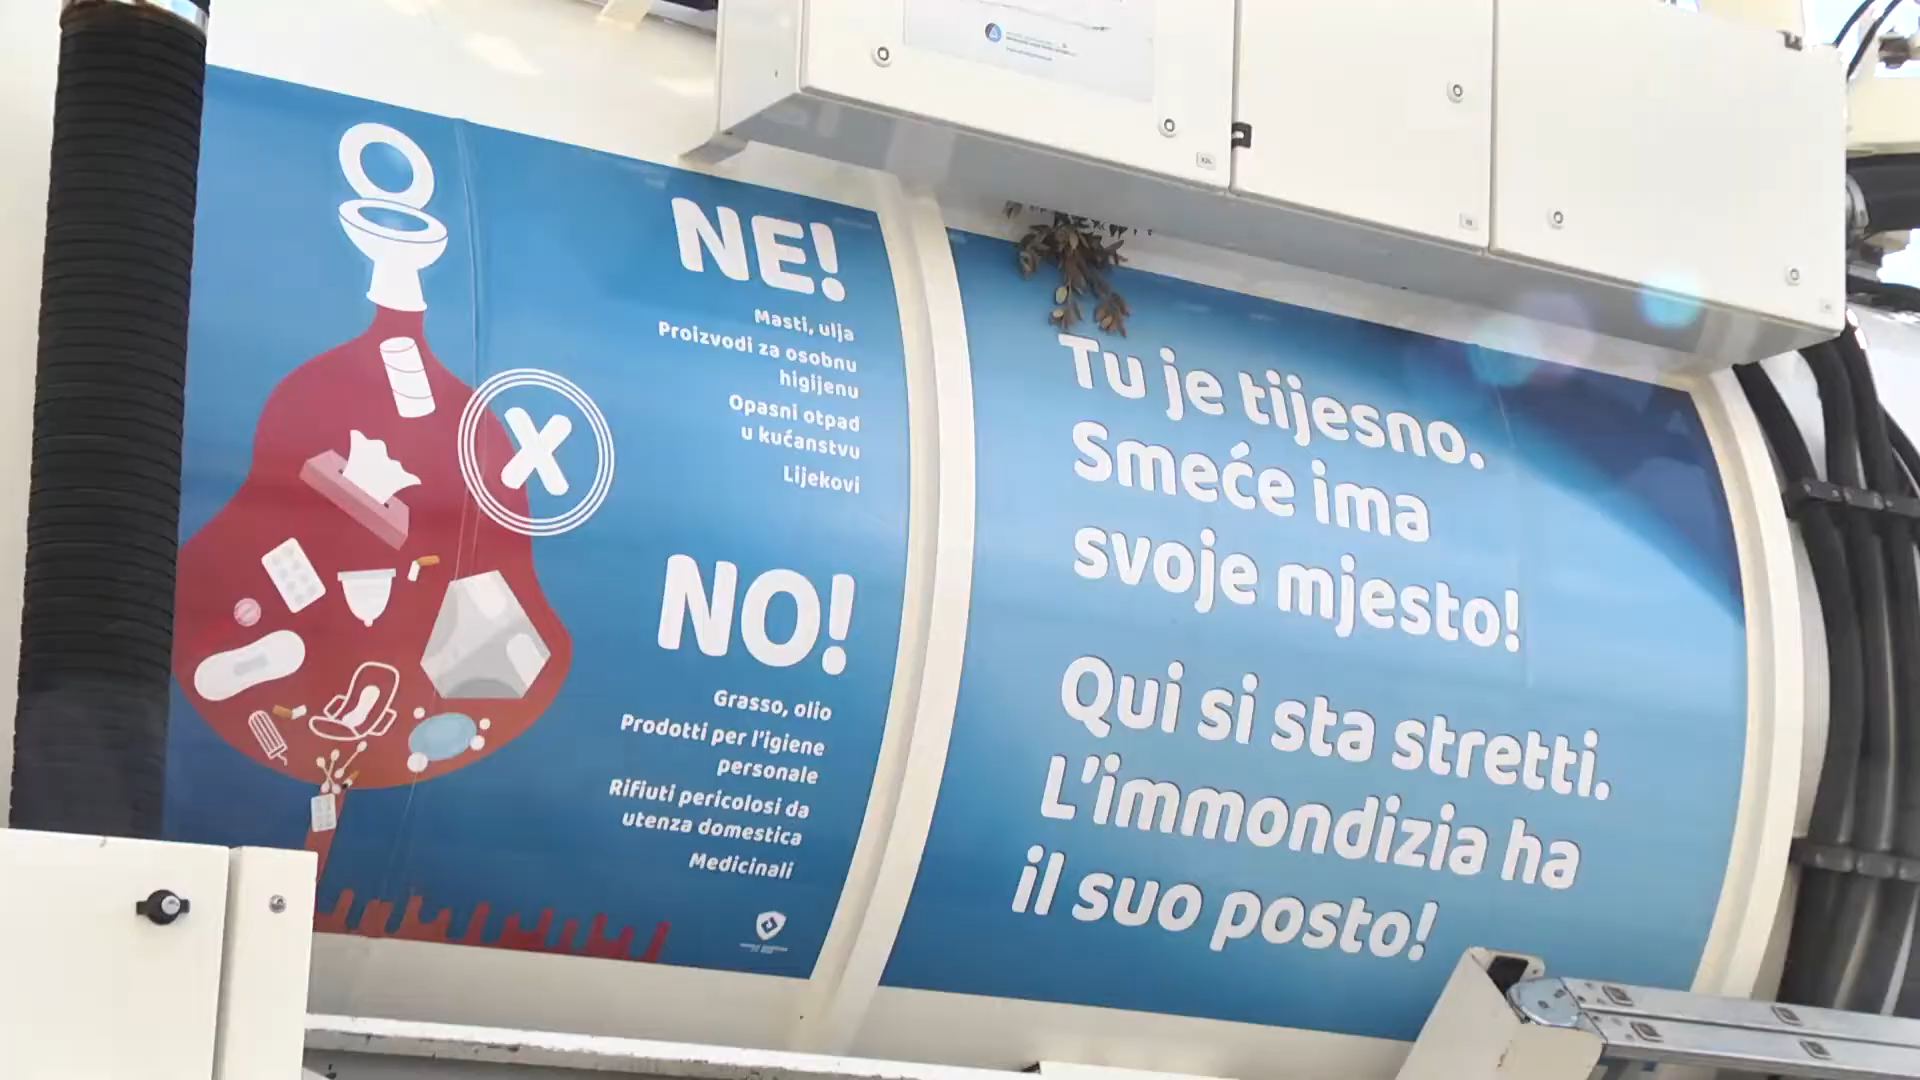 NE!
Masti, ulja
Proizvodi za osobnu
higijenu
Opasni otpad
u kućanstvu
Lijekovi
NO!
Grasso, olio
Prodotti per l'igiene
personale
Rifiuti pericolosi da
utenza domestica
Medicinali
Tu je tijesno.
Smeće ima
svoje mjesto!
Qui si sta stretti.
L'immondizia ha
il suo posto!